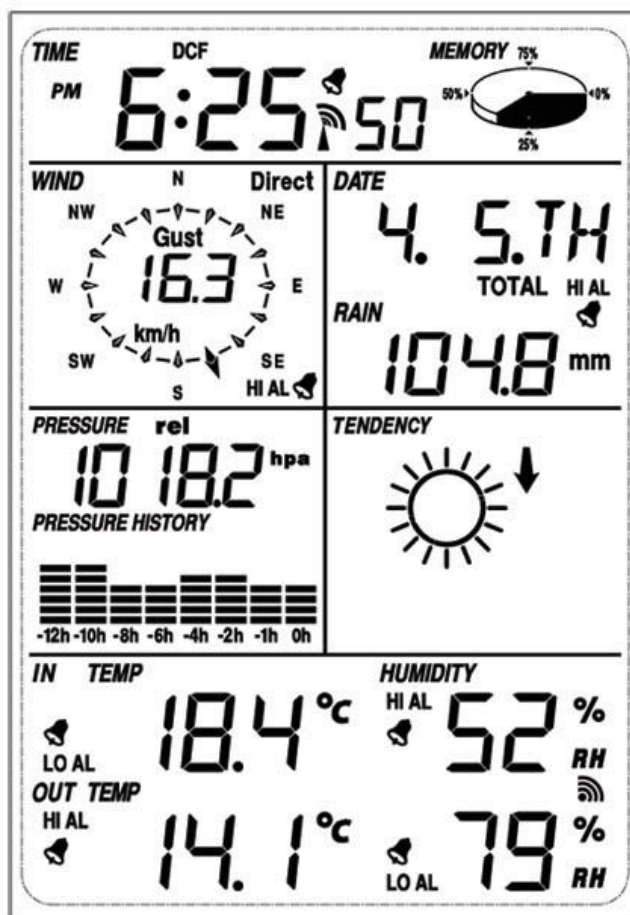 TIME DCF MEMORY 75%
PM 6:25 50 50% 0%
25%
WIND N Direct
NW NE
Gust
W 16.3 E
km/h
SW SE
S HI AL
DATE
4. 5.TH
TOTAL HI AL
RAIN
104.8 mm
PRESSURE rel
1018.2 hpa
PRESSURE HISTORY
-12h -10h -8h -6h -4h -2h -1h 0h
TENDENCY
IN TEMP HUMIDITY
18.4 °C HI AL 52 %
LO AL RH
OUT TEMP
HI AL 14.1 °C 79 %
LO AL RH